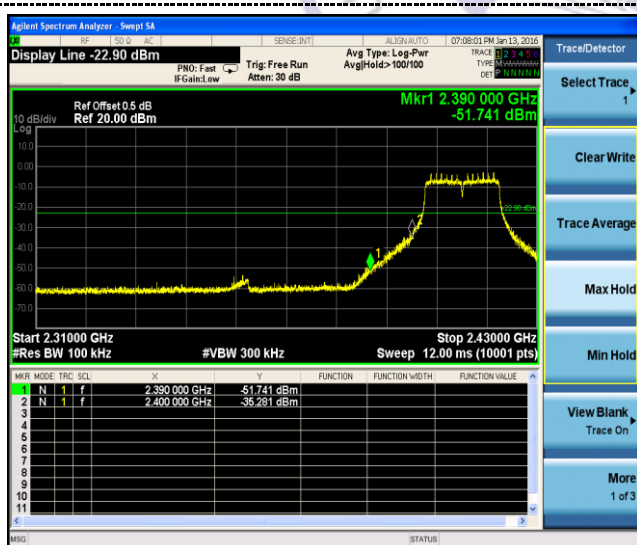 Agilent Spectrum Analyzer - Swept SA
RF 50 Ω AC SENSE:INT ALIGN AUTO 07:08:01 PM Jan 13, 2016
Display Line -22.90 dBm
PNO: Fast
IFGain:Low
Trig: Free Run
Atten: 30 dB
Avg Type: Log-Pwr
Avg|Hold:>100/100
TRACE 1 2 3 4 5 6
TYPE M
DET P N N N N N
Mkr1 2.390 000 GHz
-51.741 dBm
Ref Offset 0.5 dB
10 dB/div Ref 20.00 dBm
Log
10.0
0.00
-10.0
-20.0
-22.90 dBm
-30.0
-40.0
-50.0
-60.0
-70.0
1
2
Start 2.31000 GHz Stop 2.43000 GHz
#Res BW 100 kHz #VBW 300 kHz Sweep 12.00 ms (10001 pts)
MKR MODE TRC SCL X Y FUNCTION FUNCTION WIDTH FUNCTION VALUE
1 N 1 f 2.390 000 GHz -51.741 dBm
2 N 1 f 2.400 000 GHz -35.281 dBm
3
4
5
6
7
8
9
10
11
MSG STATUS
Trace/Detector
Select Trace
1
Clear Write
Trace Average
Max Hold
Min Hold
View Blank
Trace On
More
1 of 3